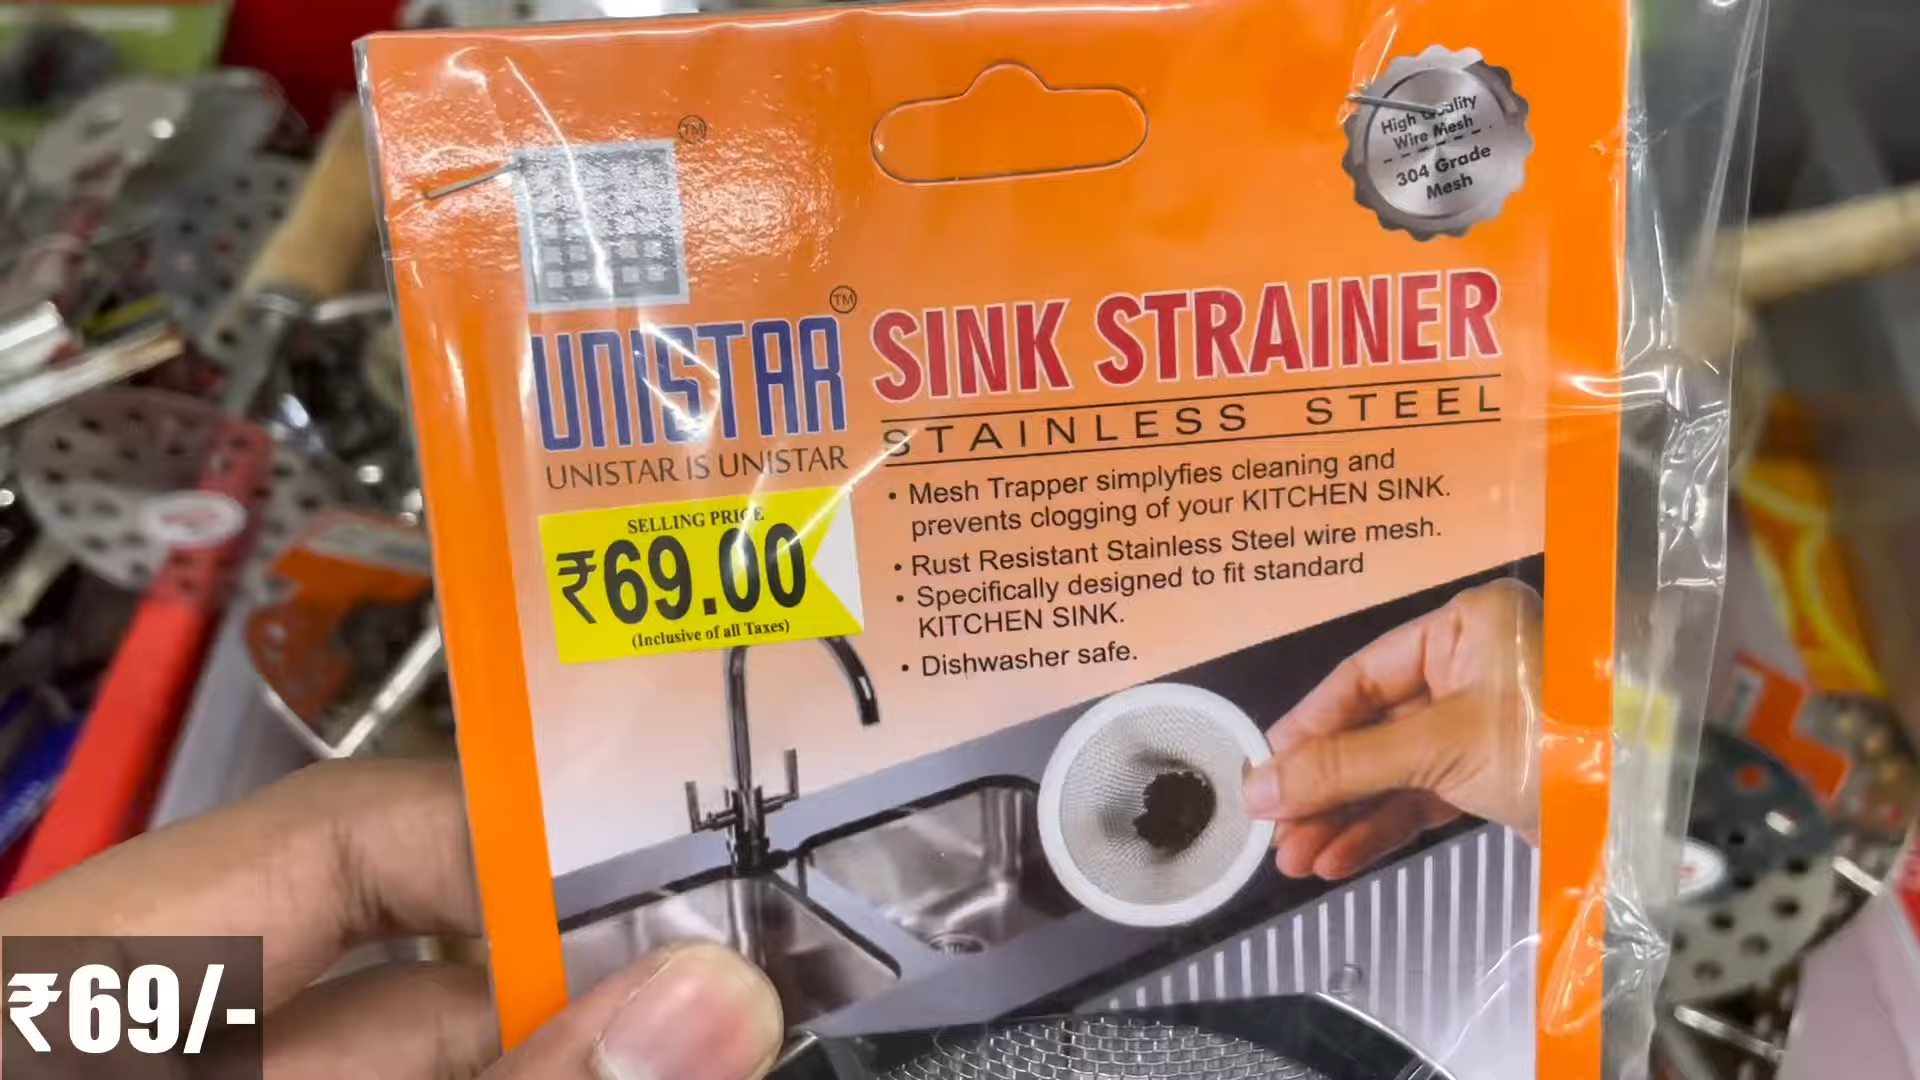 High Quality
Wire Mesh
304 Grade
Mesh
TM
TM
UNISTAR
UNISTAR IS UNISTAR
SINK STRAINER
STAINLESS STEEL
SELLING PRICE
₹69.00
(Inclusive of all Taxes)
• Mesh Trapper simplyfies cleaning and
prevents clogging of your KITCHEN SINK.
• Rust Resistant Stainless Steel wire mesh.
• Specifically designed to fit standard
KITCHEN SINK.
• Dishwasher safe.
₹69/-